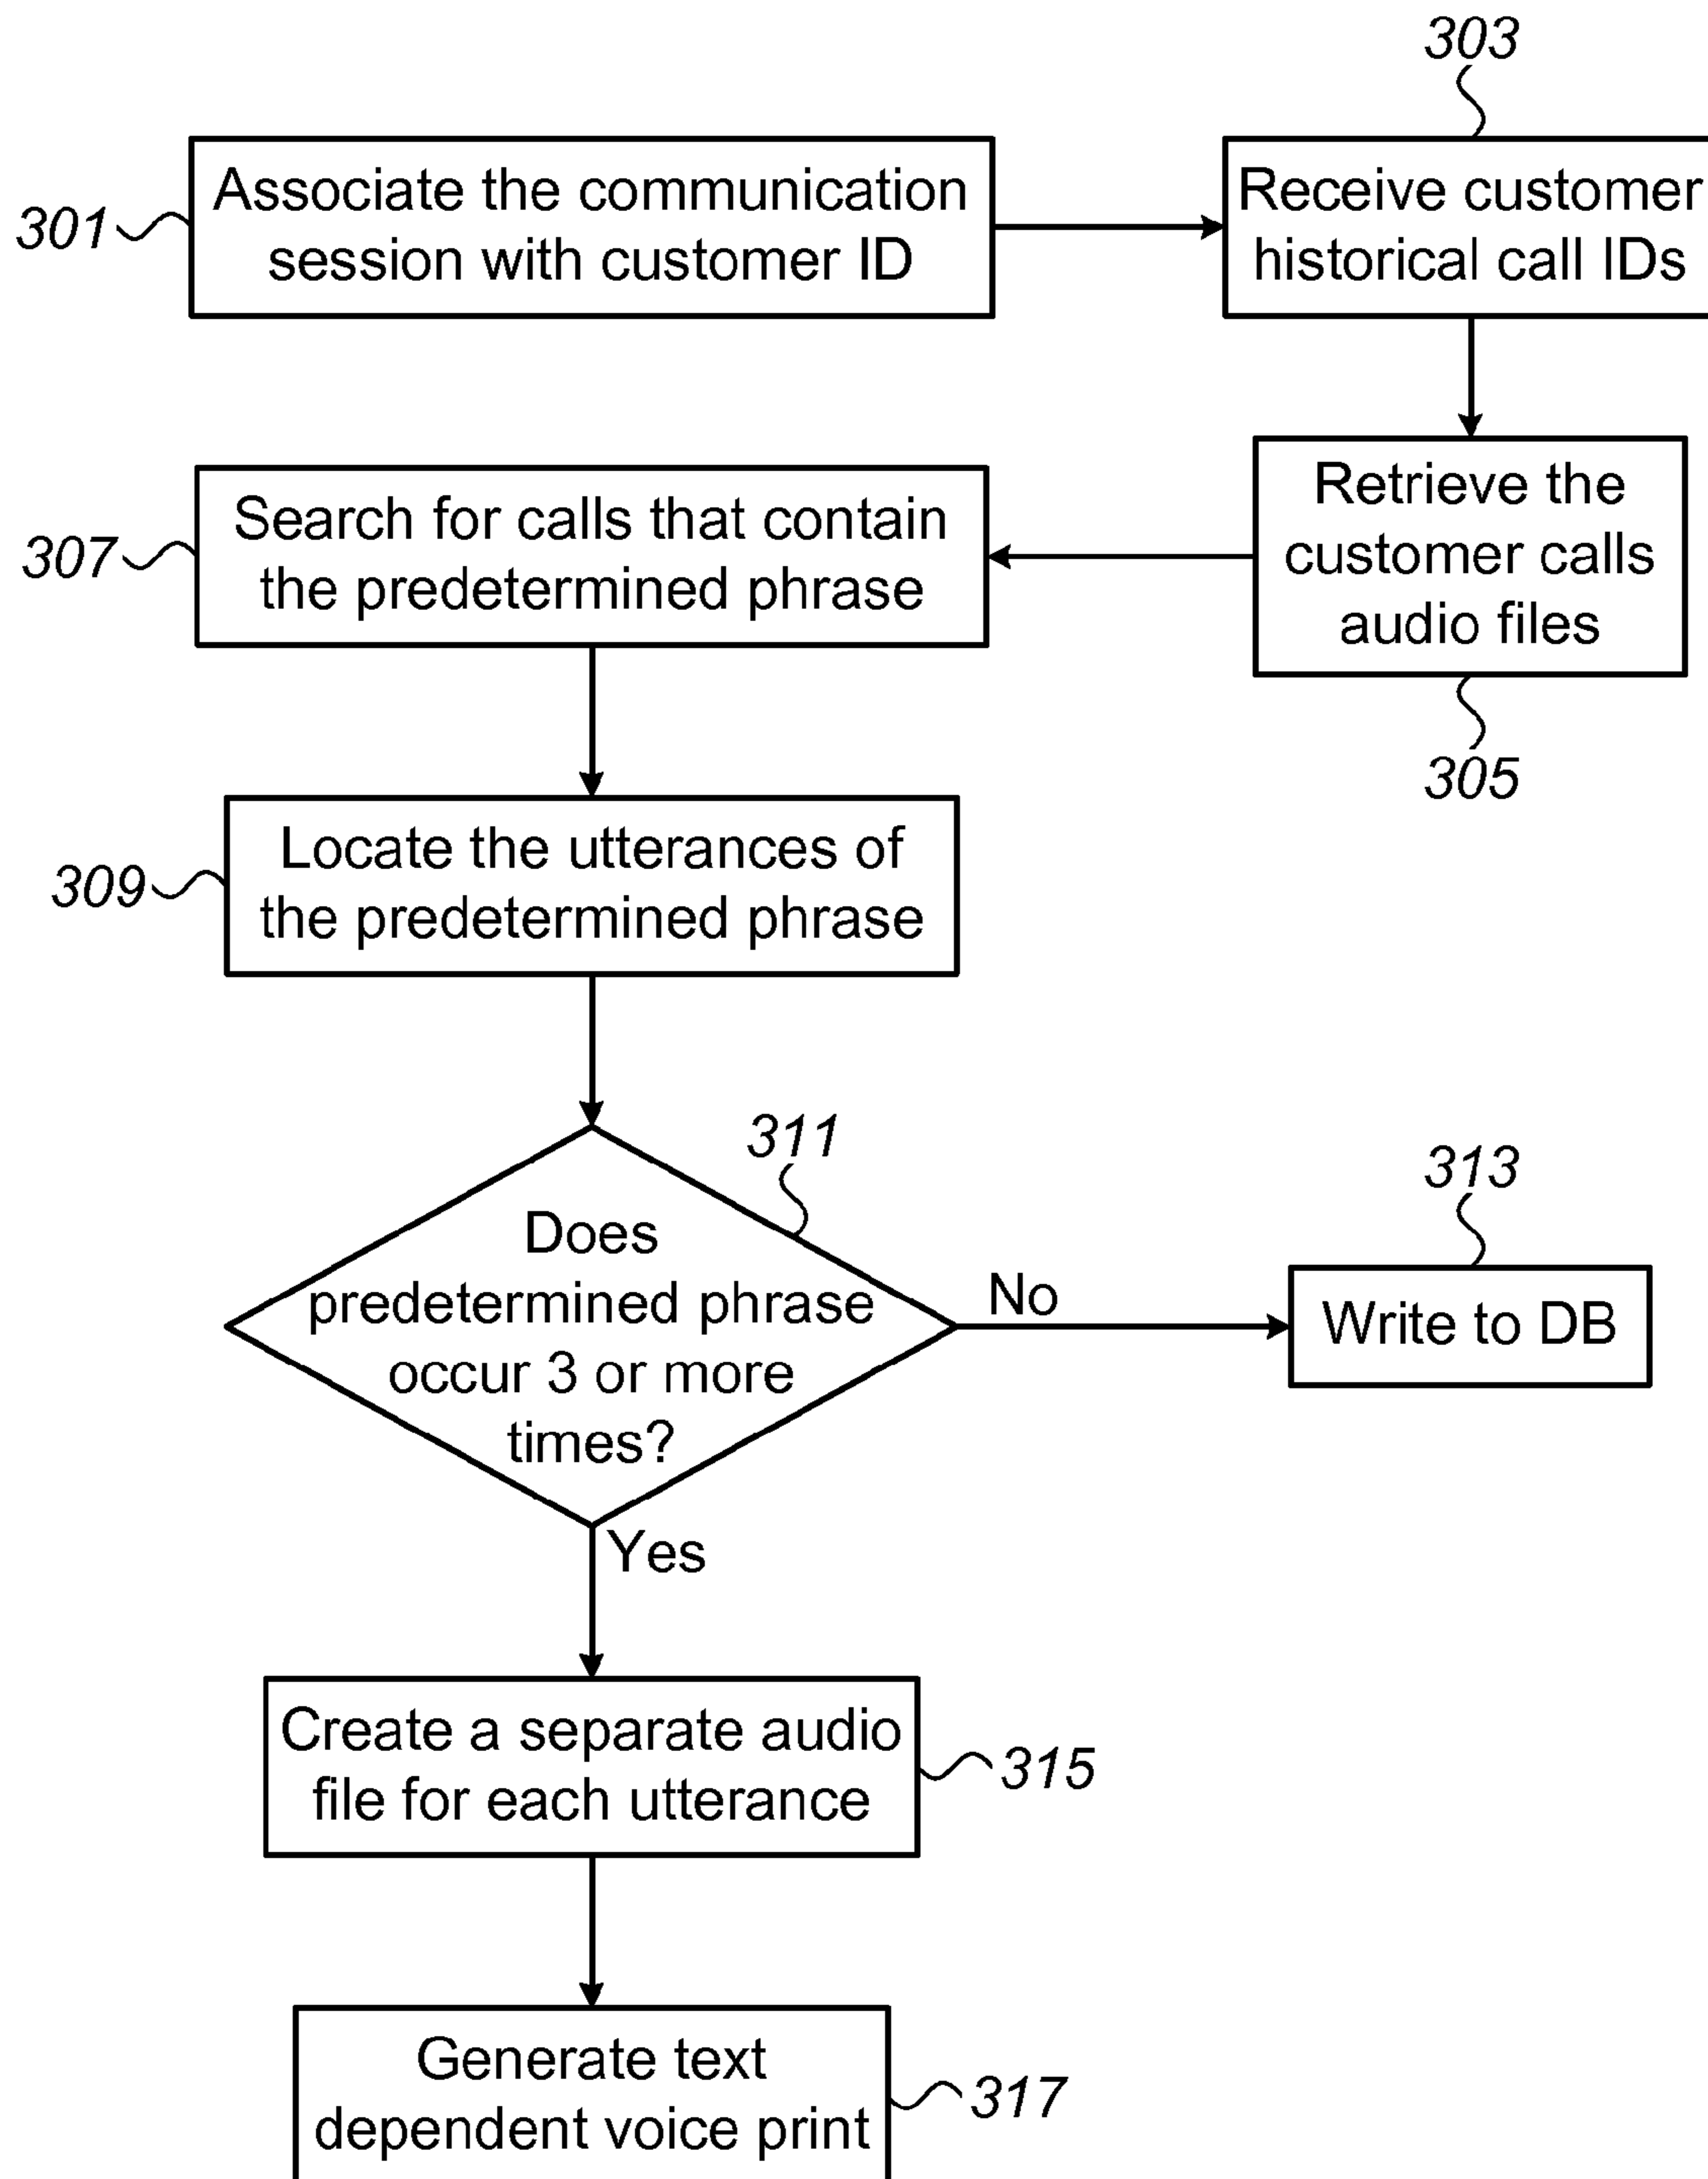 303
301
Associate the communication
session with customer ID
Receive customer
historical call IDs
307
Search for calls that contain
the predetermined phrase
Retrieve the
customer calls
audio files
305
309
Locate the utterances of
the predetermined phrase
311
Does
predetermined phrase
occur 3 or more
times?
No
313
Write to DB
Yes
Create a separate audio
file for each utterance
315
Generate text
dependent voice print
317